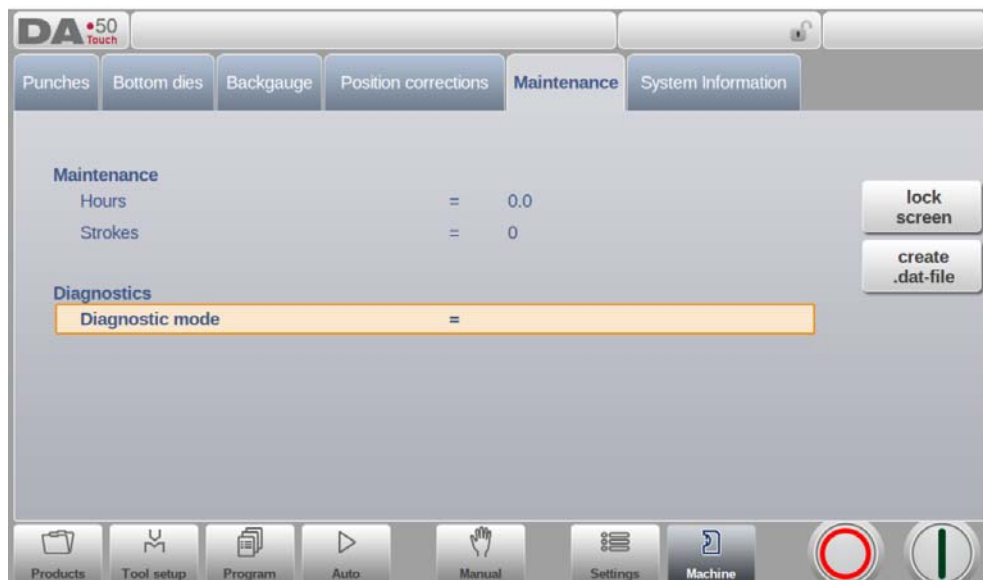 DA 50
Touch
Punches Bottom dies Backgauge Position corrections Maintenance System Information
Maintenance
Hours = 0.0
Strokes = 0
lock
screen
create
.dat-file
Diagnostics
Diagnostic mode =
Products Tool setup Program Auto Manual Settings Machine